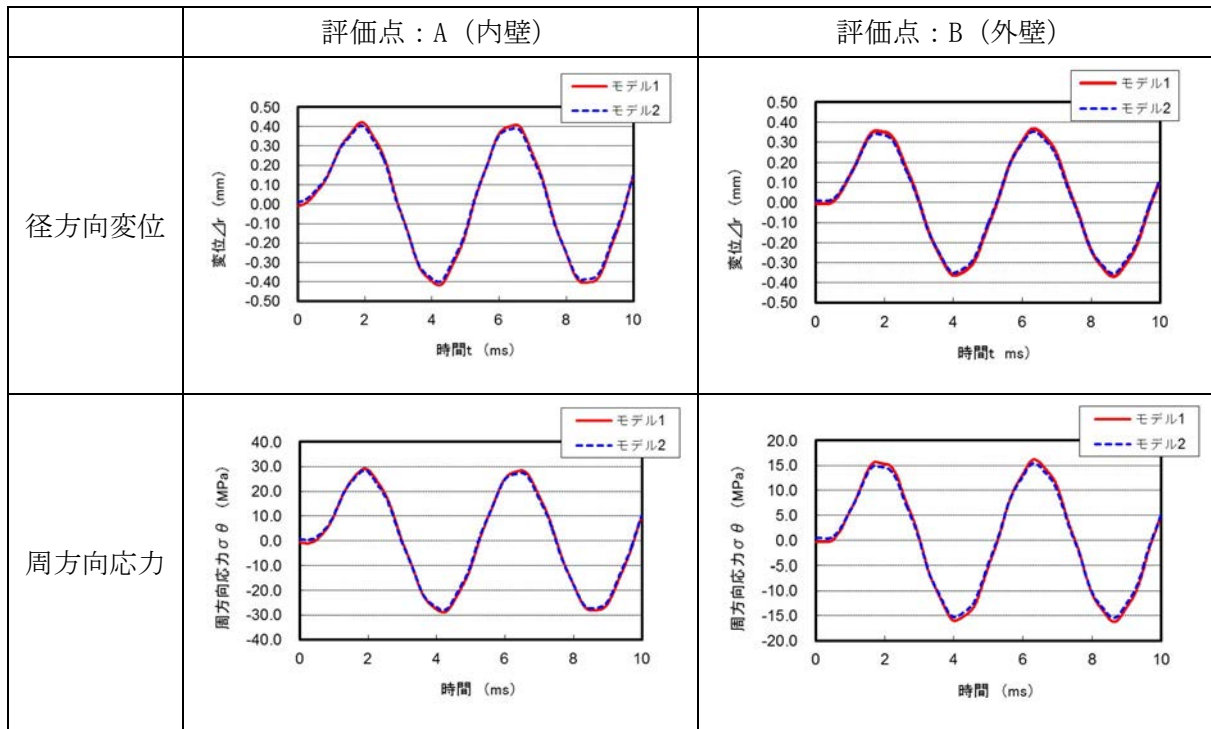 評価点：A (内壁)
評価点：B (外壁)
径方向変位
モデル1
モデル2
0.50
0.40
0.30
0.20
0.10
0.00
-0.10
-0.20
-0.30
-0.40
-0.50
変位⊿r (mm)
0 2 4 6 8 10
時間t (ms)
モデル1
モデル2
0.50
0.40
0.30
0.20
0.10
0.00
-0.10
-0.20
-0.30
-0.40
-0.50
変位⊿r (mm)
0 2 4 6 8 10
時間t ms)
周方向応力
モデル1
モデル2
40.0
30.0
20.0
10.0
0.0
-10.0
-20.0
-30.0
-40.0
周方向応力σθ (MPa)
0 2 4 6 8 10
時間 (ms)
モデル1
モデル2
20.0
15.0
10.0
5.0
0.0
-5.0
-10.0
-15.0
-20.0
周方向応力σθ (MPa)
0 2 4 6 8 10
時間 (ms)